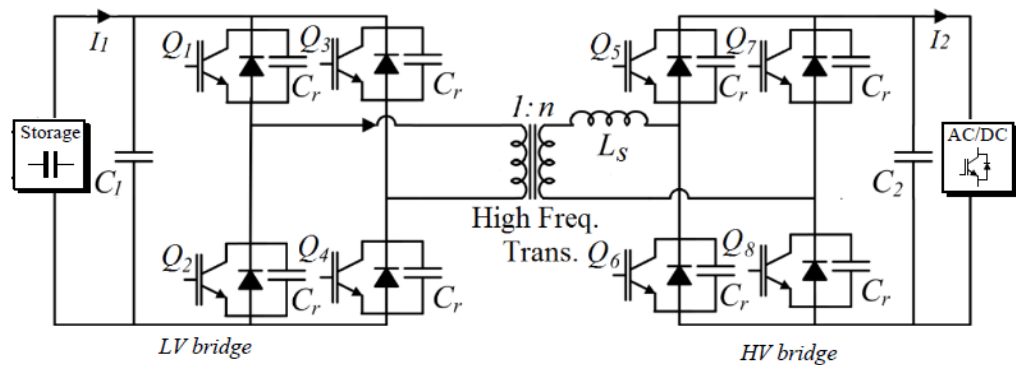 I1
Q1
Q3
Cr
Cr
Q5
Q7
Cr
Cr
I2
Storage
C1
1:n
Ls
High Freq.
Trans.
C2
AC/DC
Q2
Q4
Cr
Cr
Q6
Q8
Cr
Cr
LV bridge
HV bridge